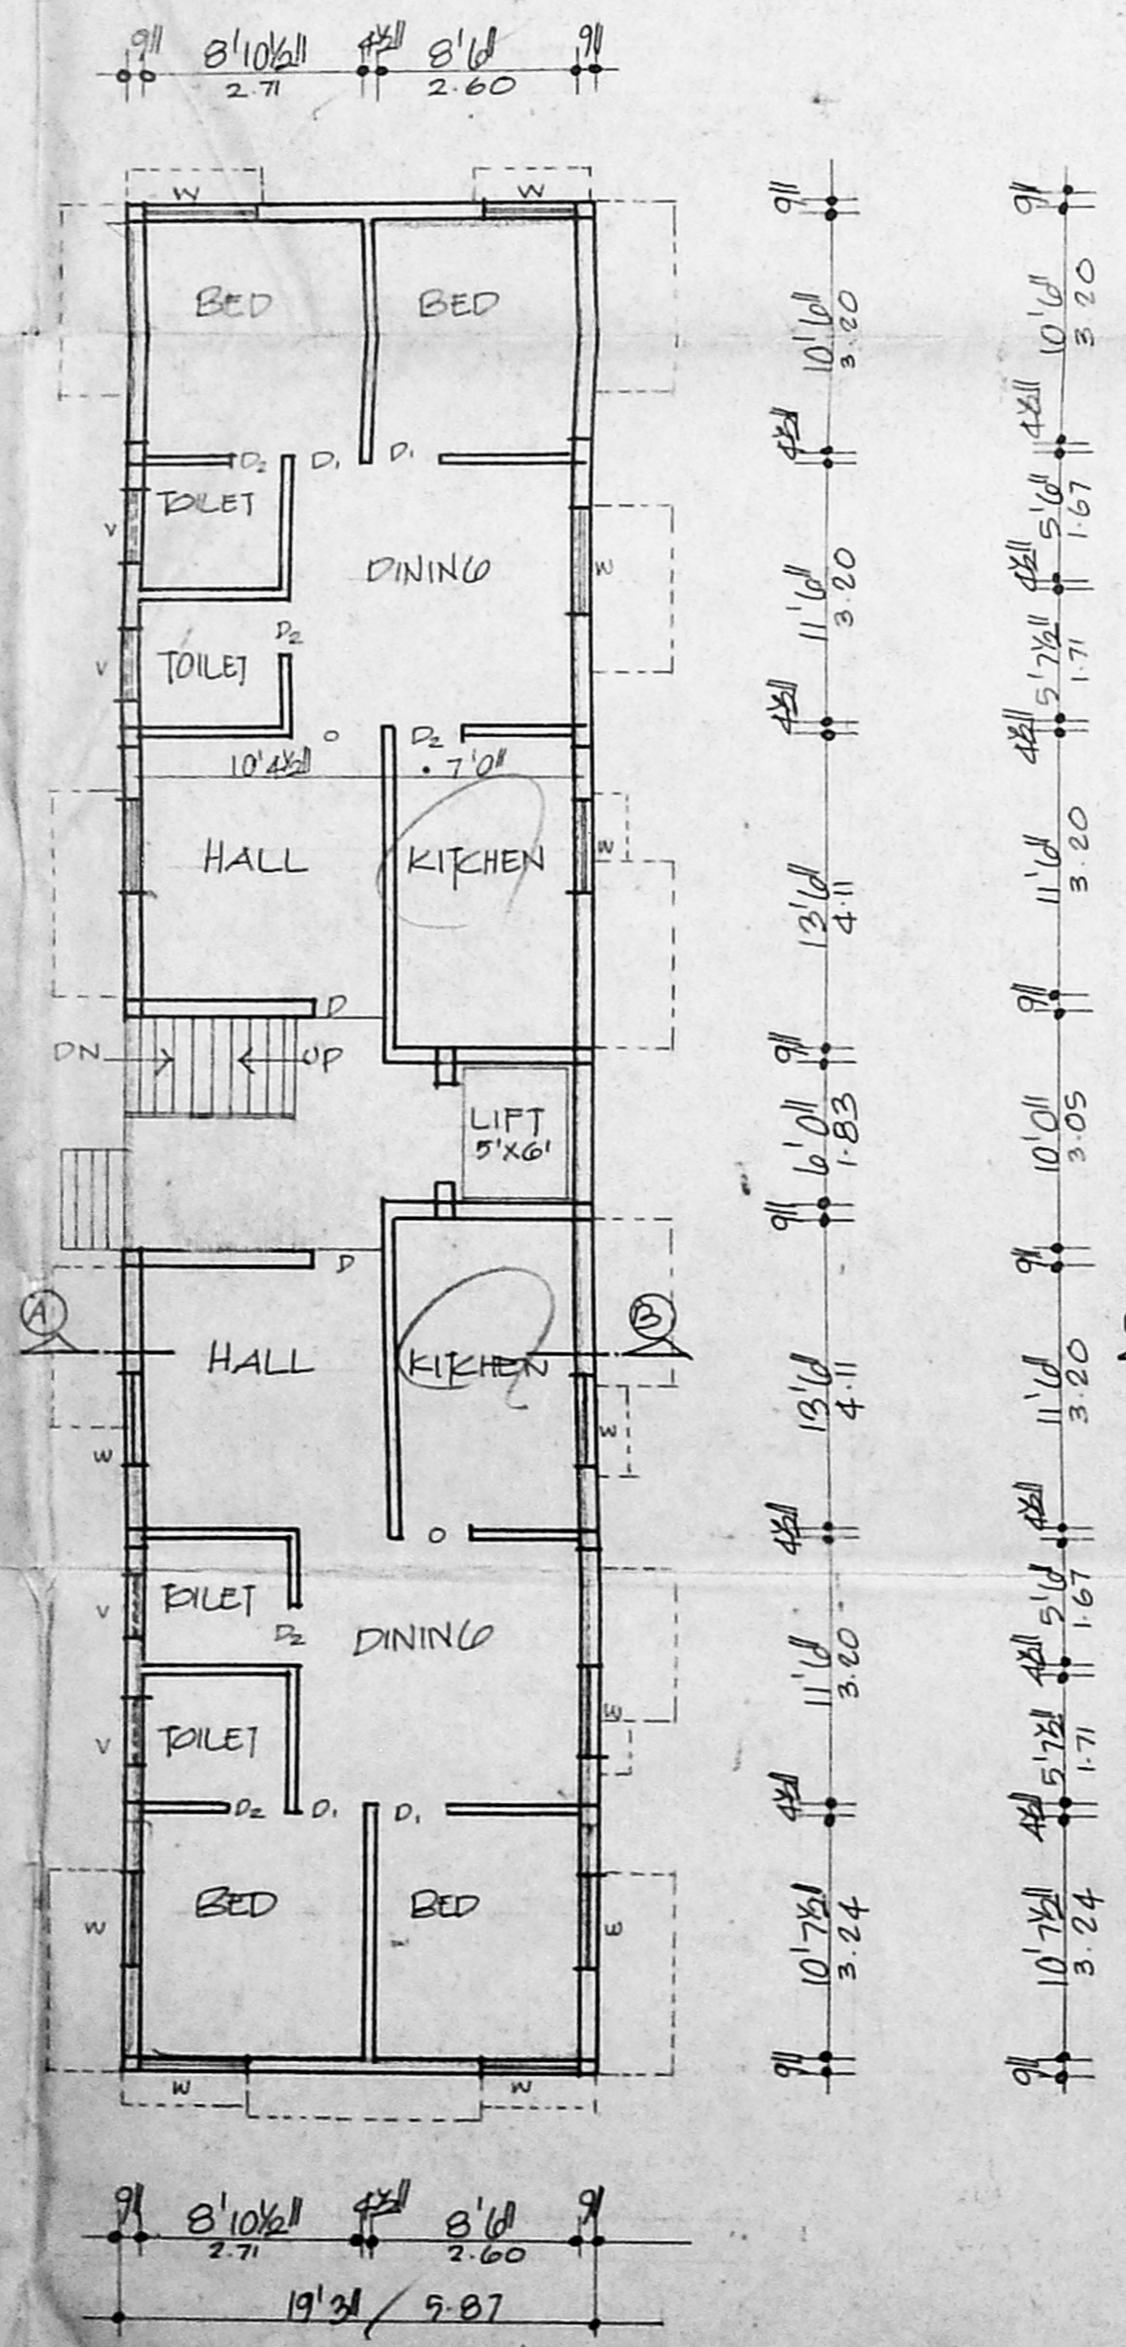 9" 8'10½" 4½" 8'6" 9"
2.71 2.60
W W
BED BED
D2 D1 D1
TOILET
V
DINING W
D2
TOILET
V
O D2
10'4½" 7'0"
HALL KITCHEN W
D
DN UP
LIFT
5'X6'
D
A B
HALL KITCHEN
W W
O
TOILET
V
D2 DINING
W
TOILET
V
D2 D1 D1
BED BED
W W
W W
9" 8'10½" 4½" 8'6" 9"
2.71 2.60
19'3" / 5.87
9"
10'6"
3.20
4½"
11'6"
3.20
4½"
13'6"
4.11
9"
6'0"
1.83
9"
13'6"
4.11
4½"
11'6"
3.20
4½"
10'7½"
3.24
9"
9"
10'6"
3.20
4½"
5'6"
1.67
4½"
5'7½"
1.71
4½"
11'6"
3.20
9"
10'0"
3.05
9"
11'6"
3.20
4½"
5'6"
1.67
4½"
5'7½"
1.71
4½"
10'7½"
3.24
9"